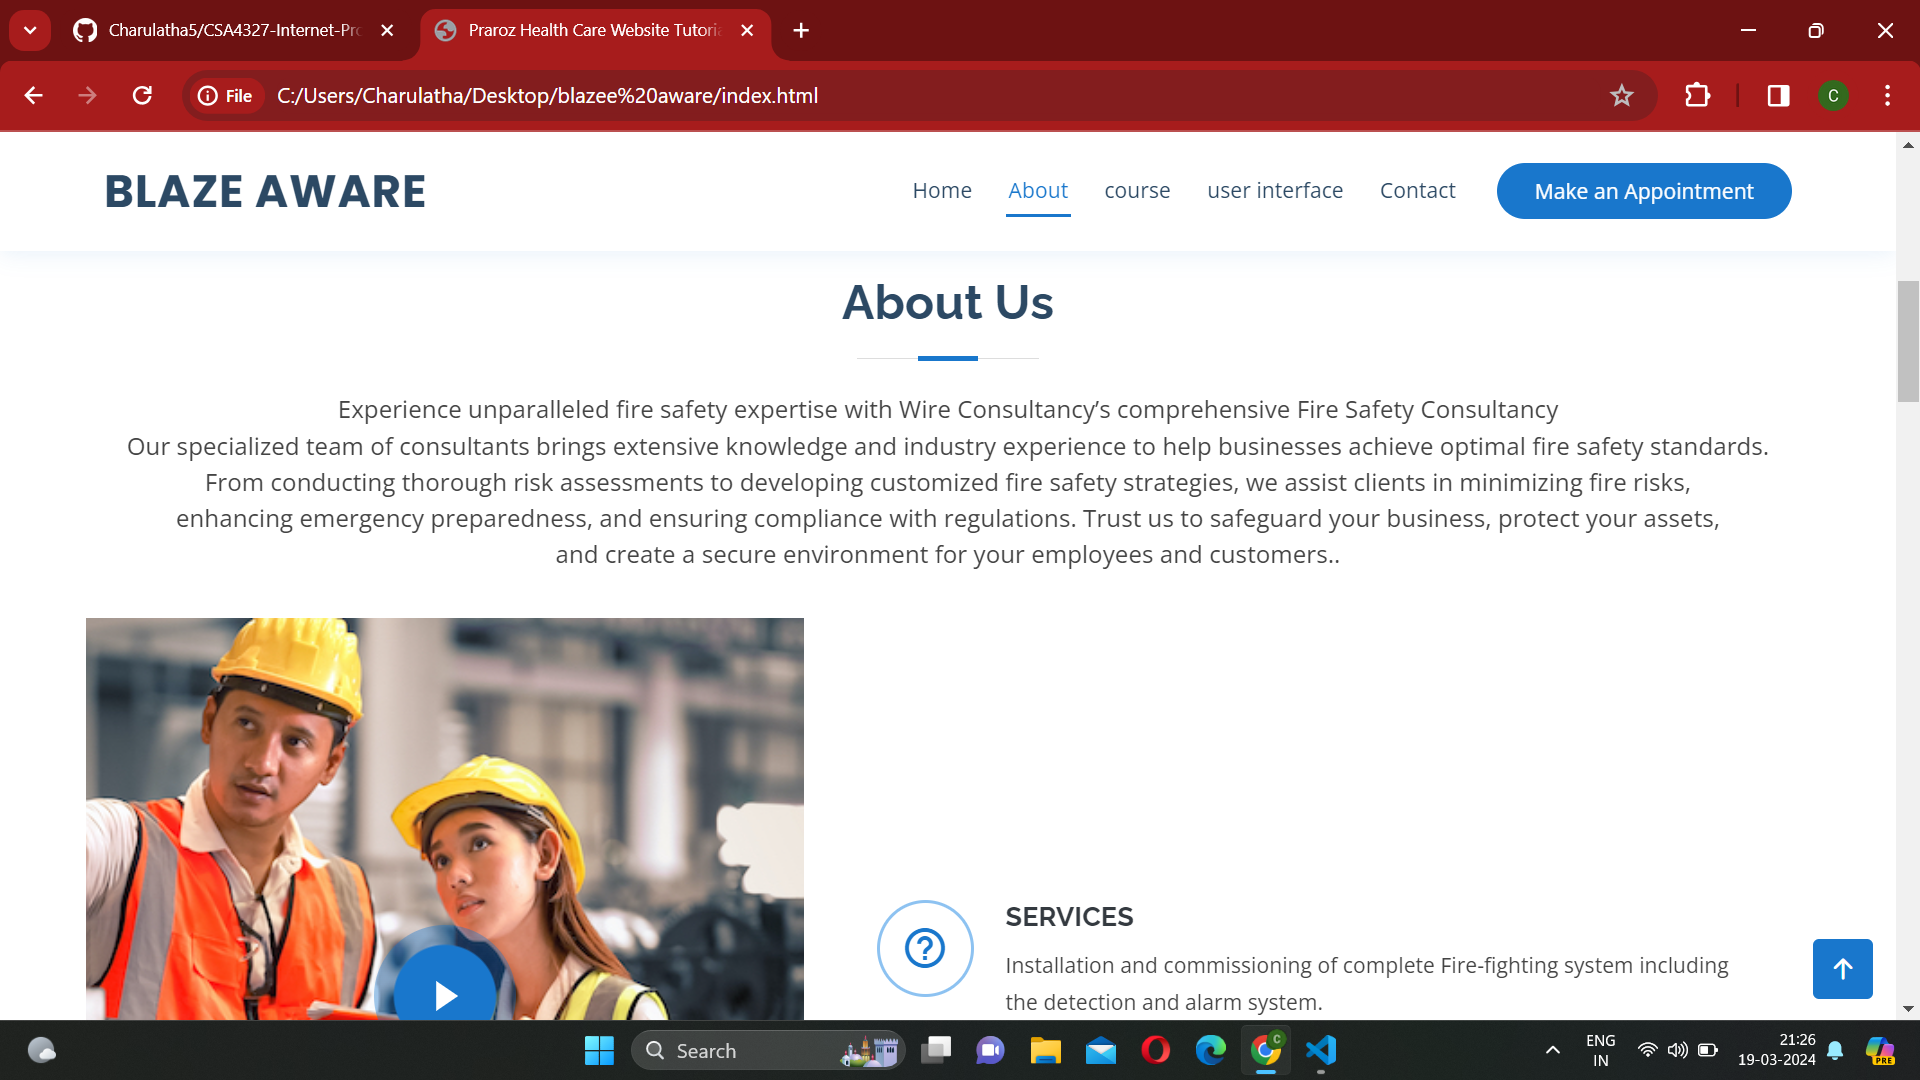 Charulatha5/CSA4327-Internet-Pro
Praroz Health Care Website Tutoria
File
C:/Users/Charulatha/Desktop/blazee%20aware/index.html
C
BLAZE AWARE
Home
About
course
user interface
Contact
Make an Appointment
About Us
Experience unparalleled fire safety expertise with Wire Consultancy’s comprehensive Fire Safety Consultancy
Our specialized team of consultants brings extensive knowledge and industry experience to help businesses achieve optimal fire safety standards.
From conducting thorough risk assessments to developing customized fire safety strategies, we assist clients in minimizing fire risks,
enhancing emergency preparedness, and ensuring compliance with regulations. Trust us to safeguard your business, protect your assets,
and create a secure environment for your employees and customers..
SERVICES
Installation and commissioning of complete Fire-fighting system including
the detection and alarm system.
Search
C
ENG
IN
21:26
19-03-2024
PRE